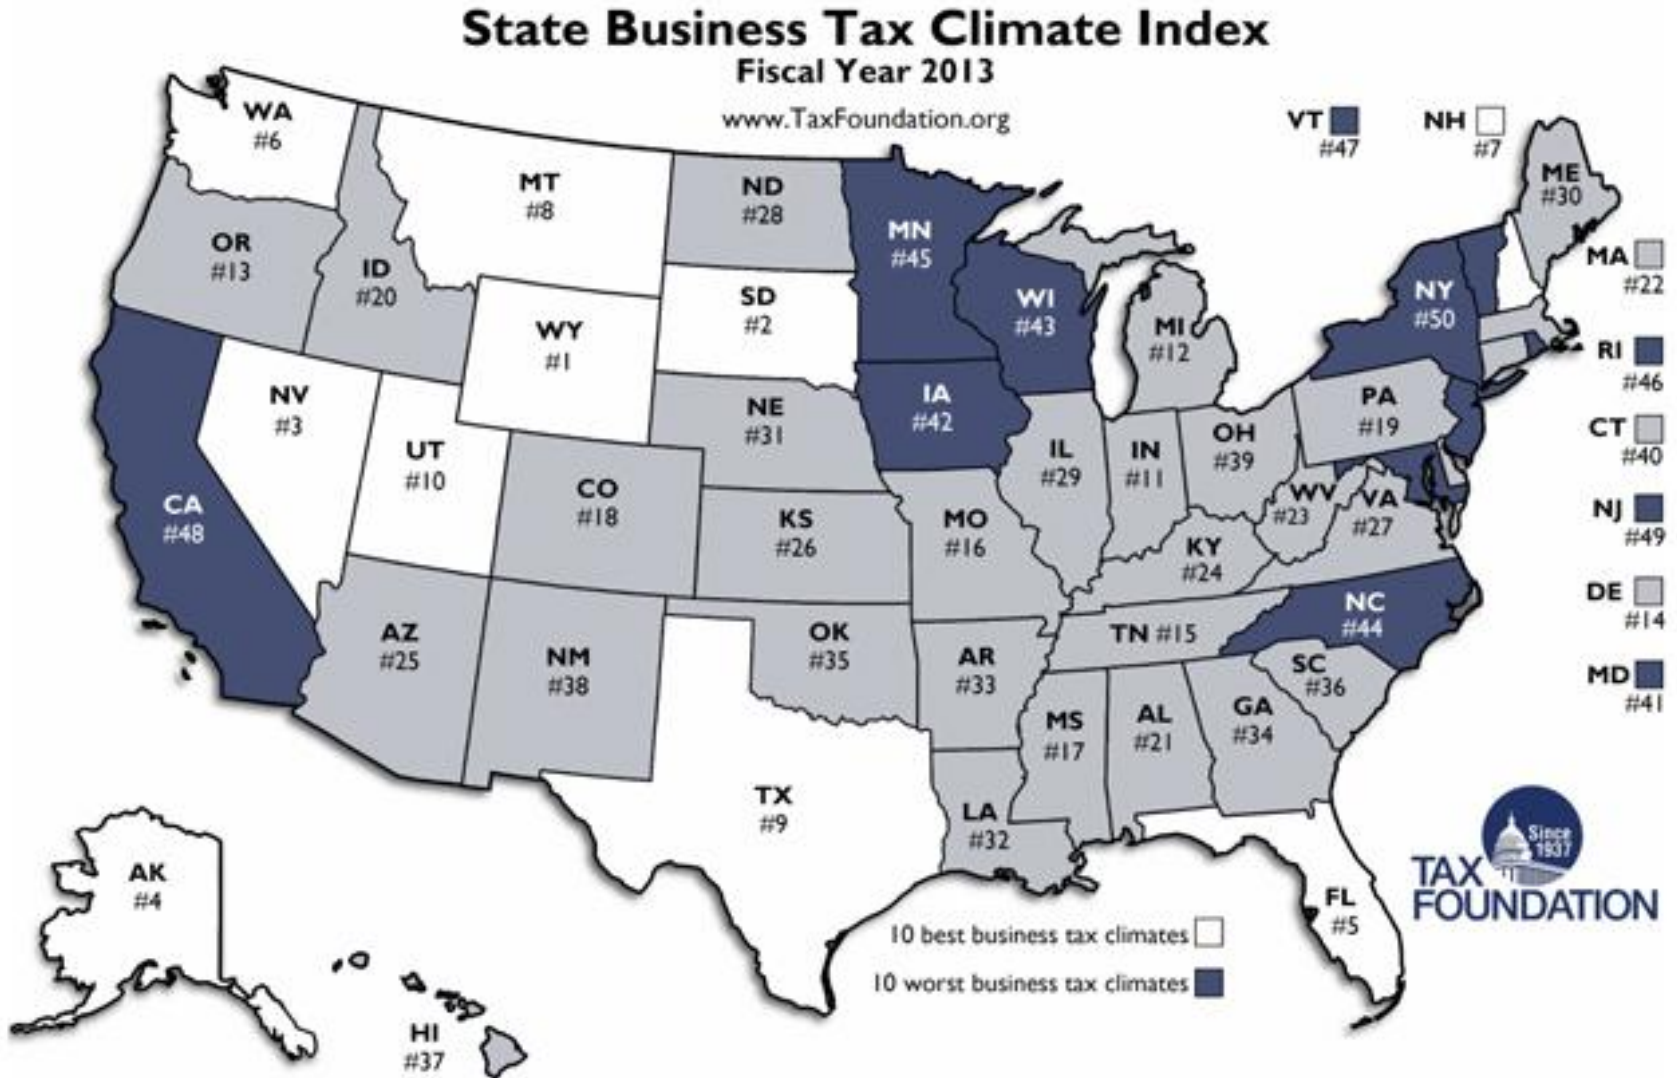 State Business Tax Climate Index
Fiscal Year 2013
www.TaxFoundation.org
WA
#6
MT
#8
ND
#28
MN
#45
VT
#47
NH
#7
ME
#30
OR
#13
ID
#20
WY
#1
SD
#2
WI
#43
MI
#12
NY
#50
MA
#22
RI
#46
NV
#3
UT
#10
NE
#31
IA
#42
IL
#29
IN
#11
OH
#39
PA
#19
CT
#40
CA
#48
CO
#18
KS
#26
MO
#16
KY
#24
WV
#23
VA
#27
NJ
#49
AZ
#25
NM
#38
OK
#35
AR
#33
TN #15
NC
#44
DE
#14
SC
#36
MD
#41
MS
#17
AL
#21
GA
#34
TX
#9
LA
#32
FL
#5
AK
#4
HI
#37
10 best business tax climates
10 worst business tax climates
Since
1937
TAX
FOUNDATION